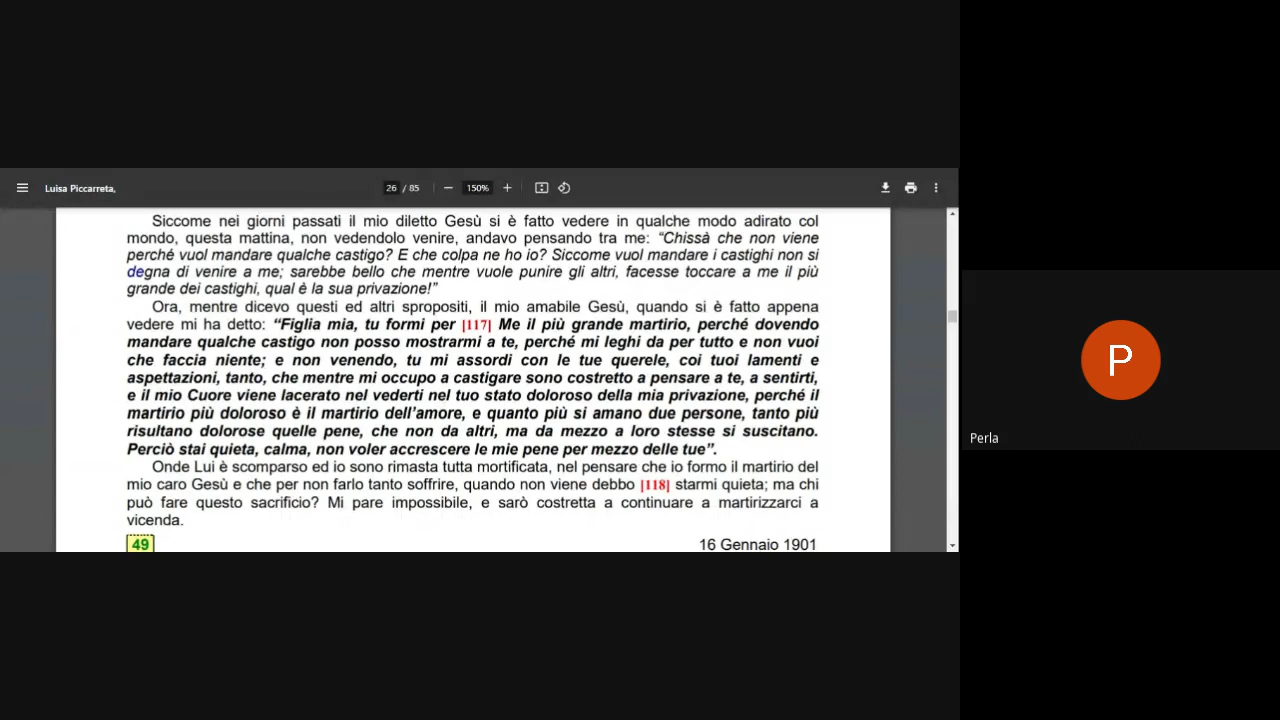 Luisa Piccarreta,
26 / 85
150%
Siccome nei giorni passati il mio diletto Gesù si è fatto vedere in qualche modo adirato col
mondo, questa mattina, non vedendolo venire, andavo pensando tra me: “Chissà che non viene
perché vuol mandare qualche castigo? E che colpa ne ho io? Siccome vuol mandare i castighi non si
degna di venire a me; sarebbe bello che mentre vuole punire gli altri, facesse toccare a me il più
grande dei castighi, qual è la sua privazione!”
Ora, mentre dicevo questi ed altri spropositi, il mio amabile Gesù, quando si è fatto appena
vedere mi ha detto: “Figlia mia, tu formi per [117] Me il più grande martirio, perché dovendo
mandare qualche castigo non posso mostrarmi a te, perché mi leghi da per tutto e non vuoi
che faccia niente; e non venendo, tu mi assordi con le tue querele, coi tuoi lamenti e
aspettazioni, tanto, che mentre mi occupo a castigare sono costretto a pensare a te, a sentirti,
e il mio Cuore viene lacerato nel vederti nel tuo stato doloroso della mia privazione, perché il
martirio più doloroso è il martirio dell’amore, e quanto più si amano due persone, tanto più
risultano dolorose quelle pene, che non da altri, ma da mezzo a loro stesse si suscitano.
Perciò stai quieta, calma, non voler accrescere le mie pene per mezzo delle tue”.
Onde Lui è scomparso ed io sono rimasta tutta mortificata, nel pensare che io formo il martirio del
mio caro Gesù e che per non farlo tanto soffrire, quando non viene debbo [118] starmi quieta; ma chi
può fare questo sacrificio? Mi pare impossibile, e sarò costretta a continuare a martirizzarci a
vicenda.
49
16 Gennaio 1901
P
Perla